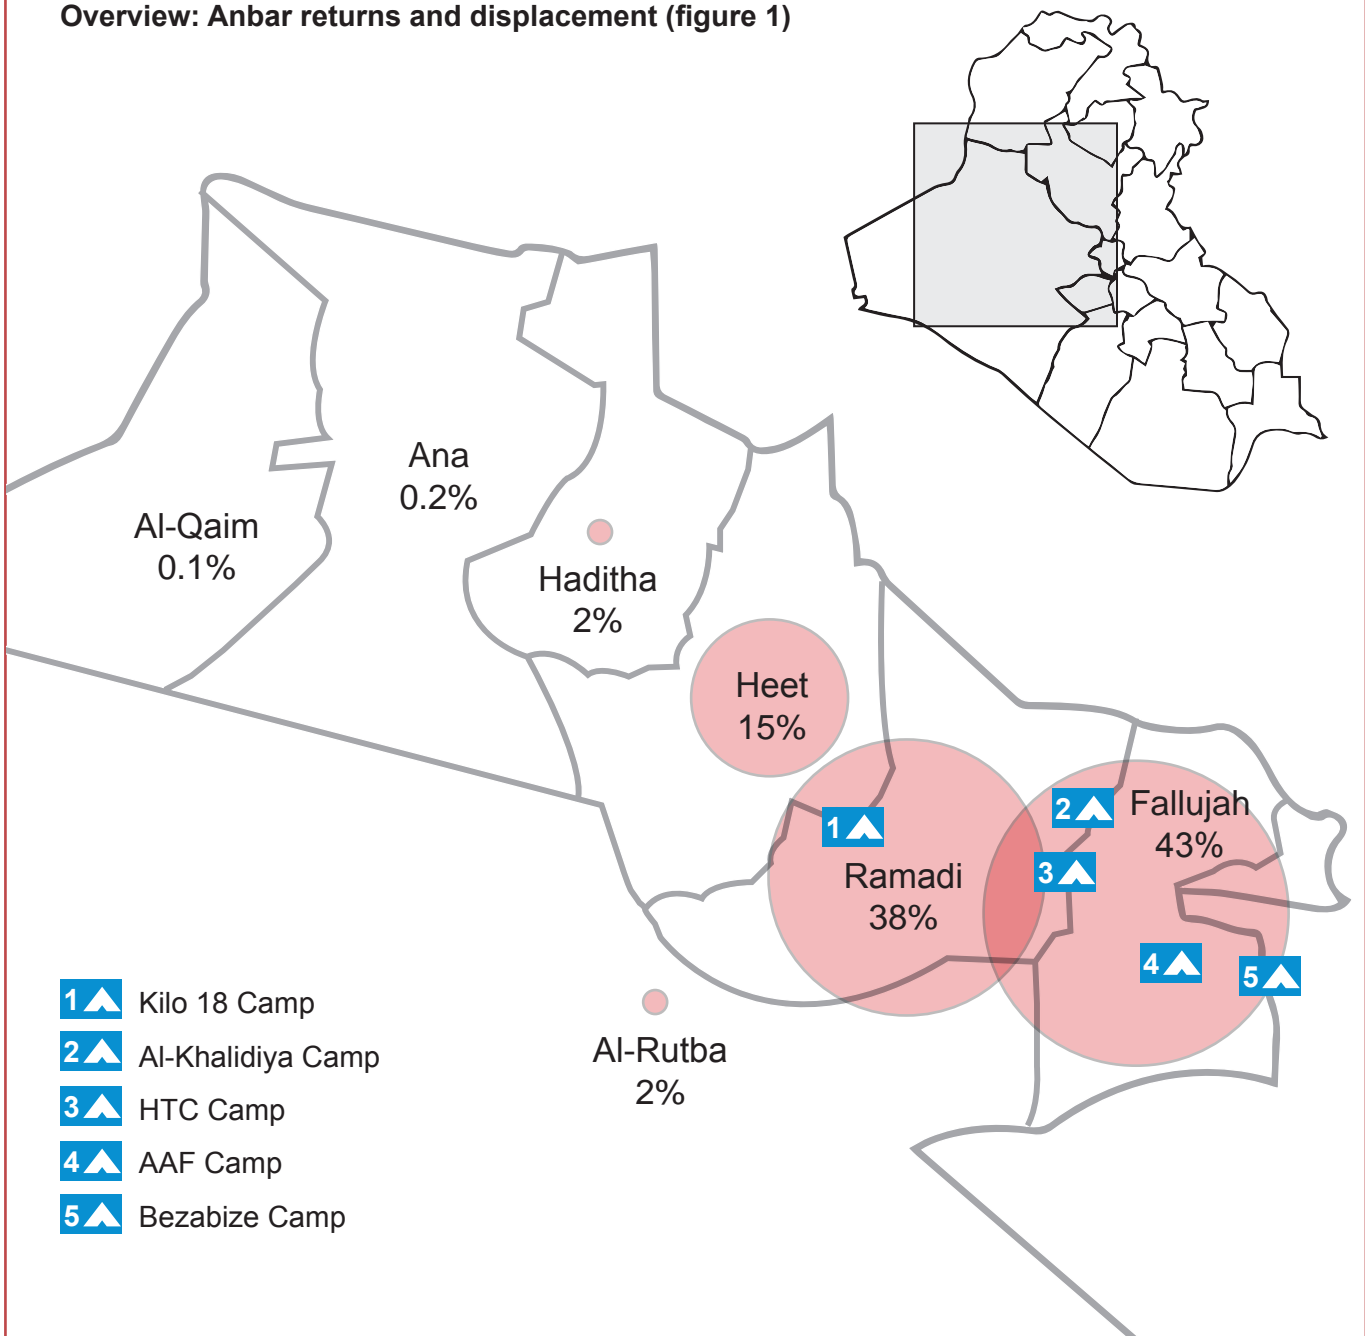 Overview: Anbar returns and displacement (figure 1)
Ana
0.2%
Al-Qaim
0.1%
Haditha
2%
Heet
15%
Ramadi
38%
Fallujah
43%
Al-Rutba
2%
1
2
3
4
5
1 Kilo 18 Camp
2 Al-Khalidiya Camp
3 HTC Camp
4 AAF Camp
5 Bezabize Camp